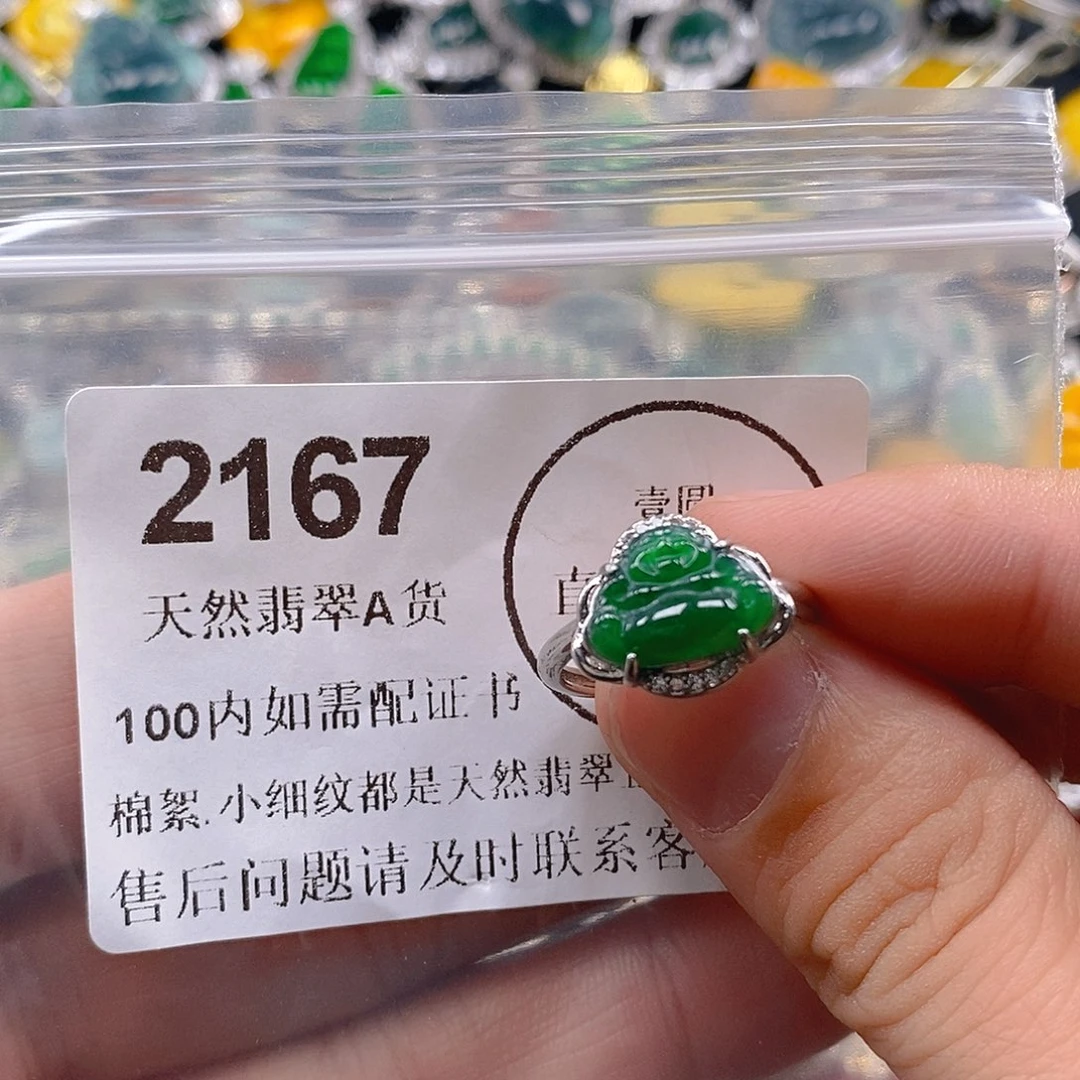 2167
壹圆
天然翡翠A货
100内如需配证书
棉絮.小细纹都是天然翡翠
售后问题请及时联系客